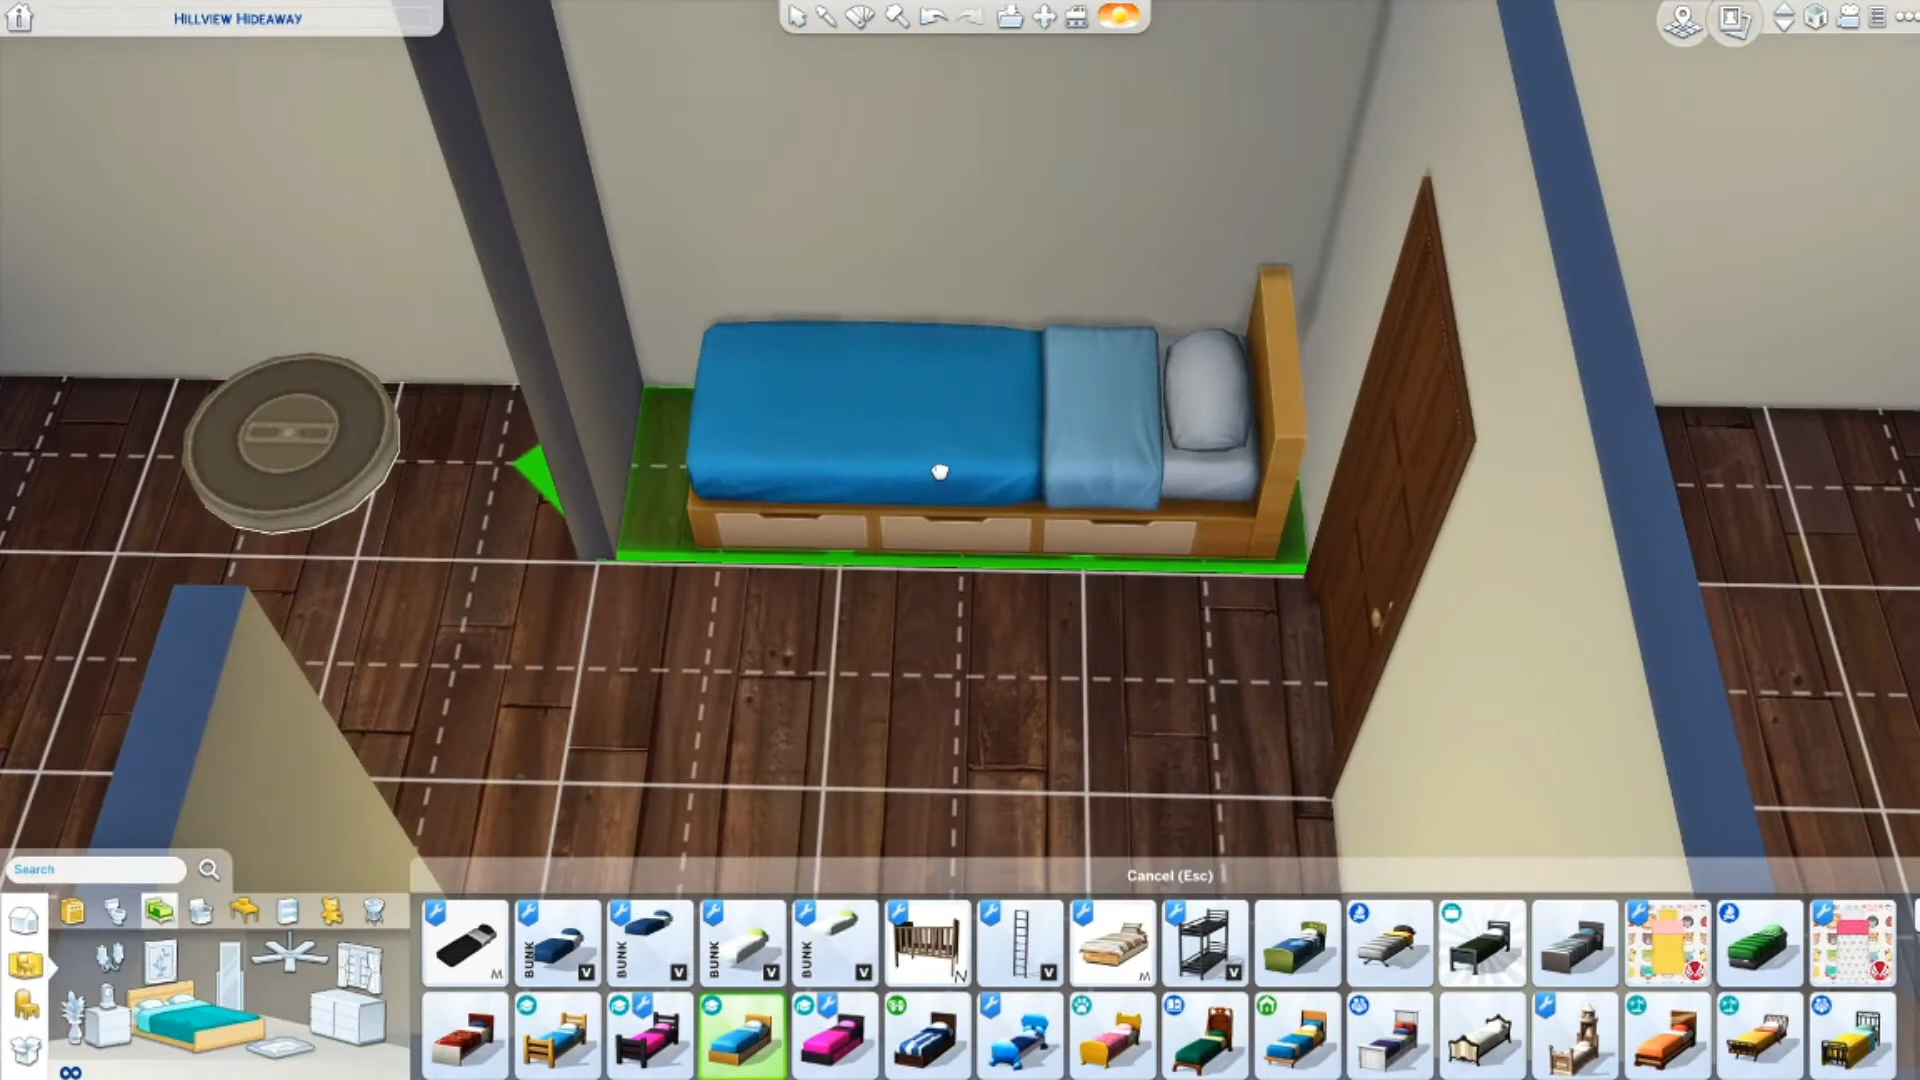 HILLVIEW HIDEAWAY
Cancel (Esc)
Search
M
BUNK V
BUNK V
BUNK V
BUNK V
N
V
M
V